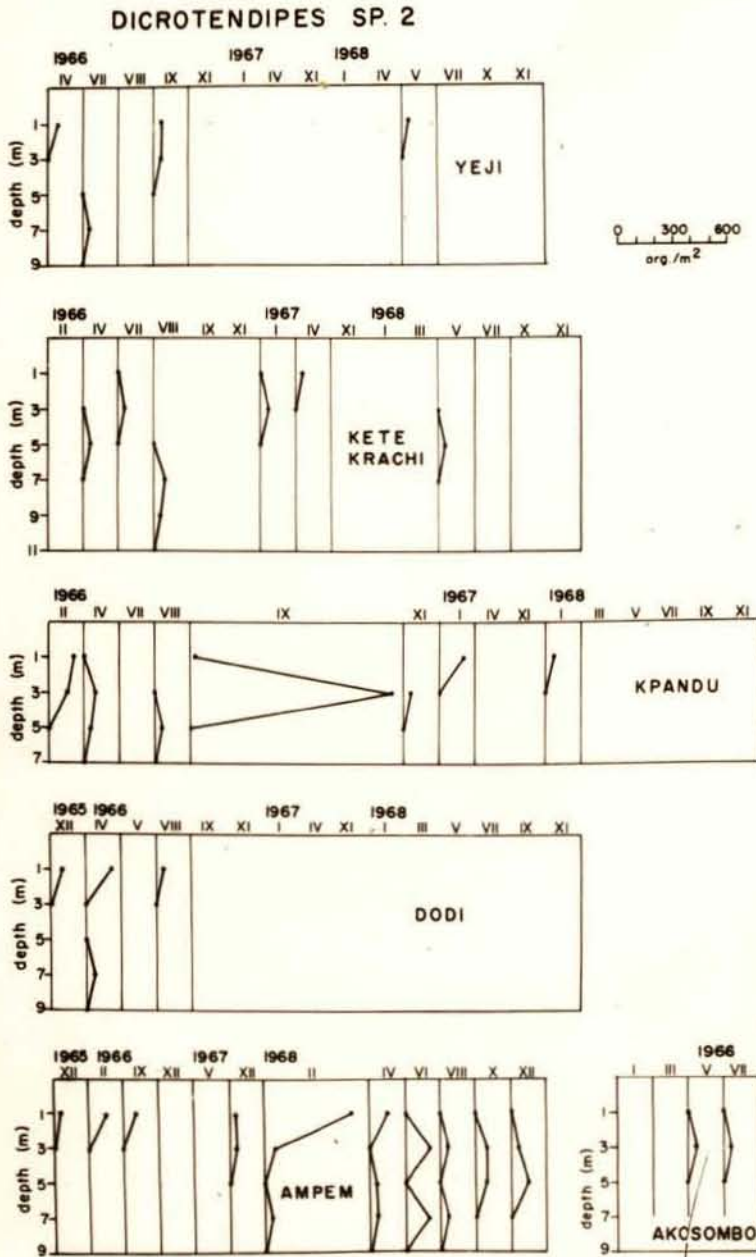 DICROTENDIPES SP. 2
1966 1967 1968
IV VII VIII IX XI I IV XI I IV V VII X XI
depth (m)
1
3
5
7
9
YEJI
0 300 600
org./m²
1966 1967 1968
II IV VII VIII IX XI I IV XI I III V VII X XI
depth (m)
1
3
5
7
9
11
KETE
KRACHI
1966 1967 1968
II IV VII VIII IX XI I IV XI I III V VII IX XI
depth (m)
1
3
5
7
KPANDU
1965 1966 1967 1968
XII IV V VIII IX XI I IV XI I III V VII IX XI
depth (m)
1
3
5
7
9
DODI
1965 1966 1967 1968
XII II IX XII V XII II IV VI VIII X XII
depth (m)
1
3
5
7
9
AMPEM
1966
I III V VII
depth (m)
1
3
5
7
9
AKOSOMBO